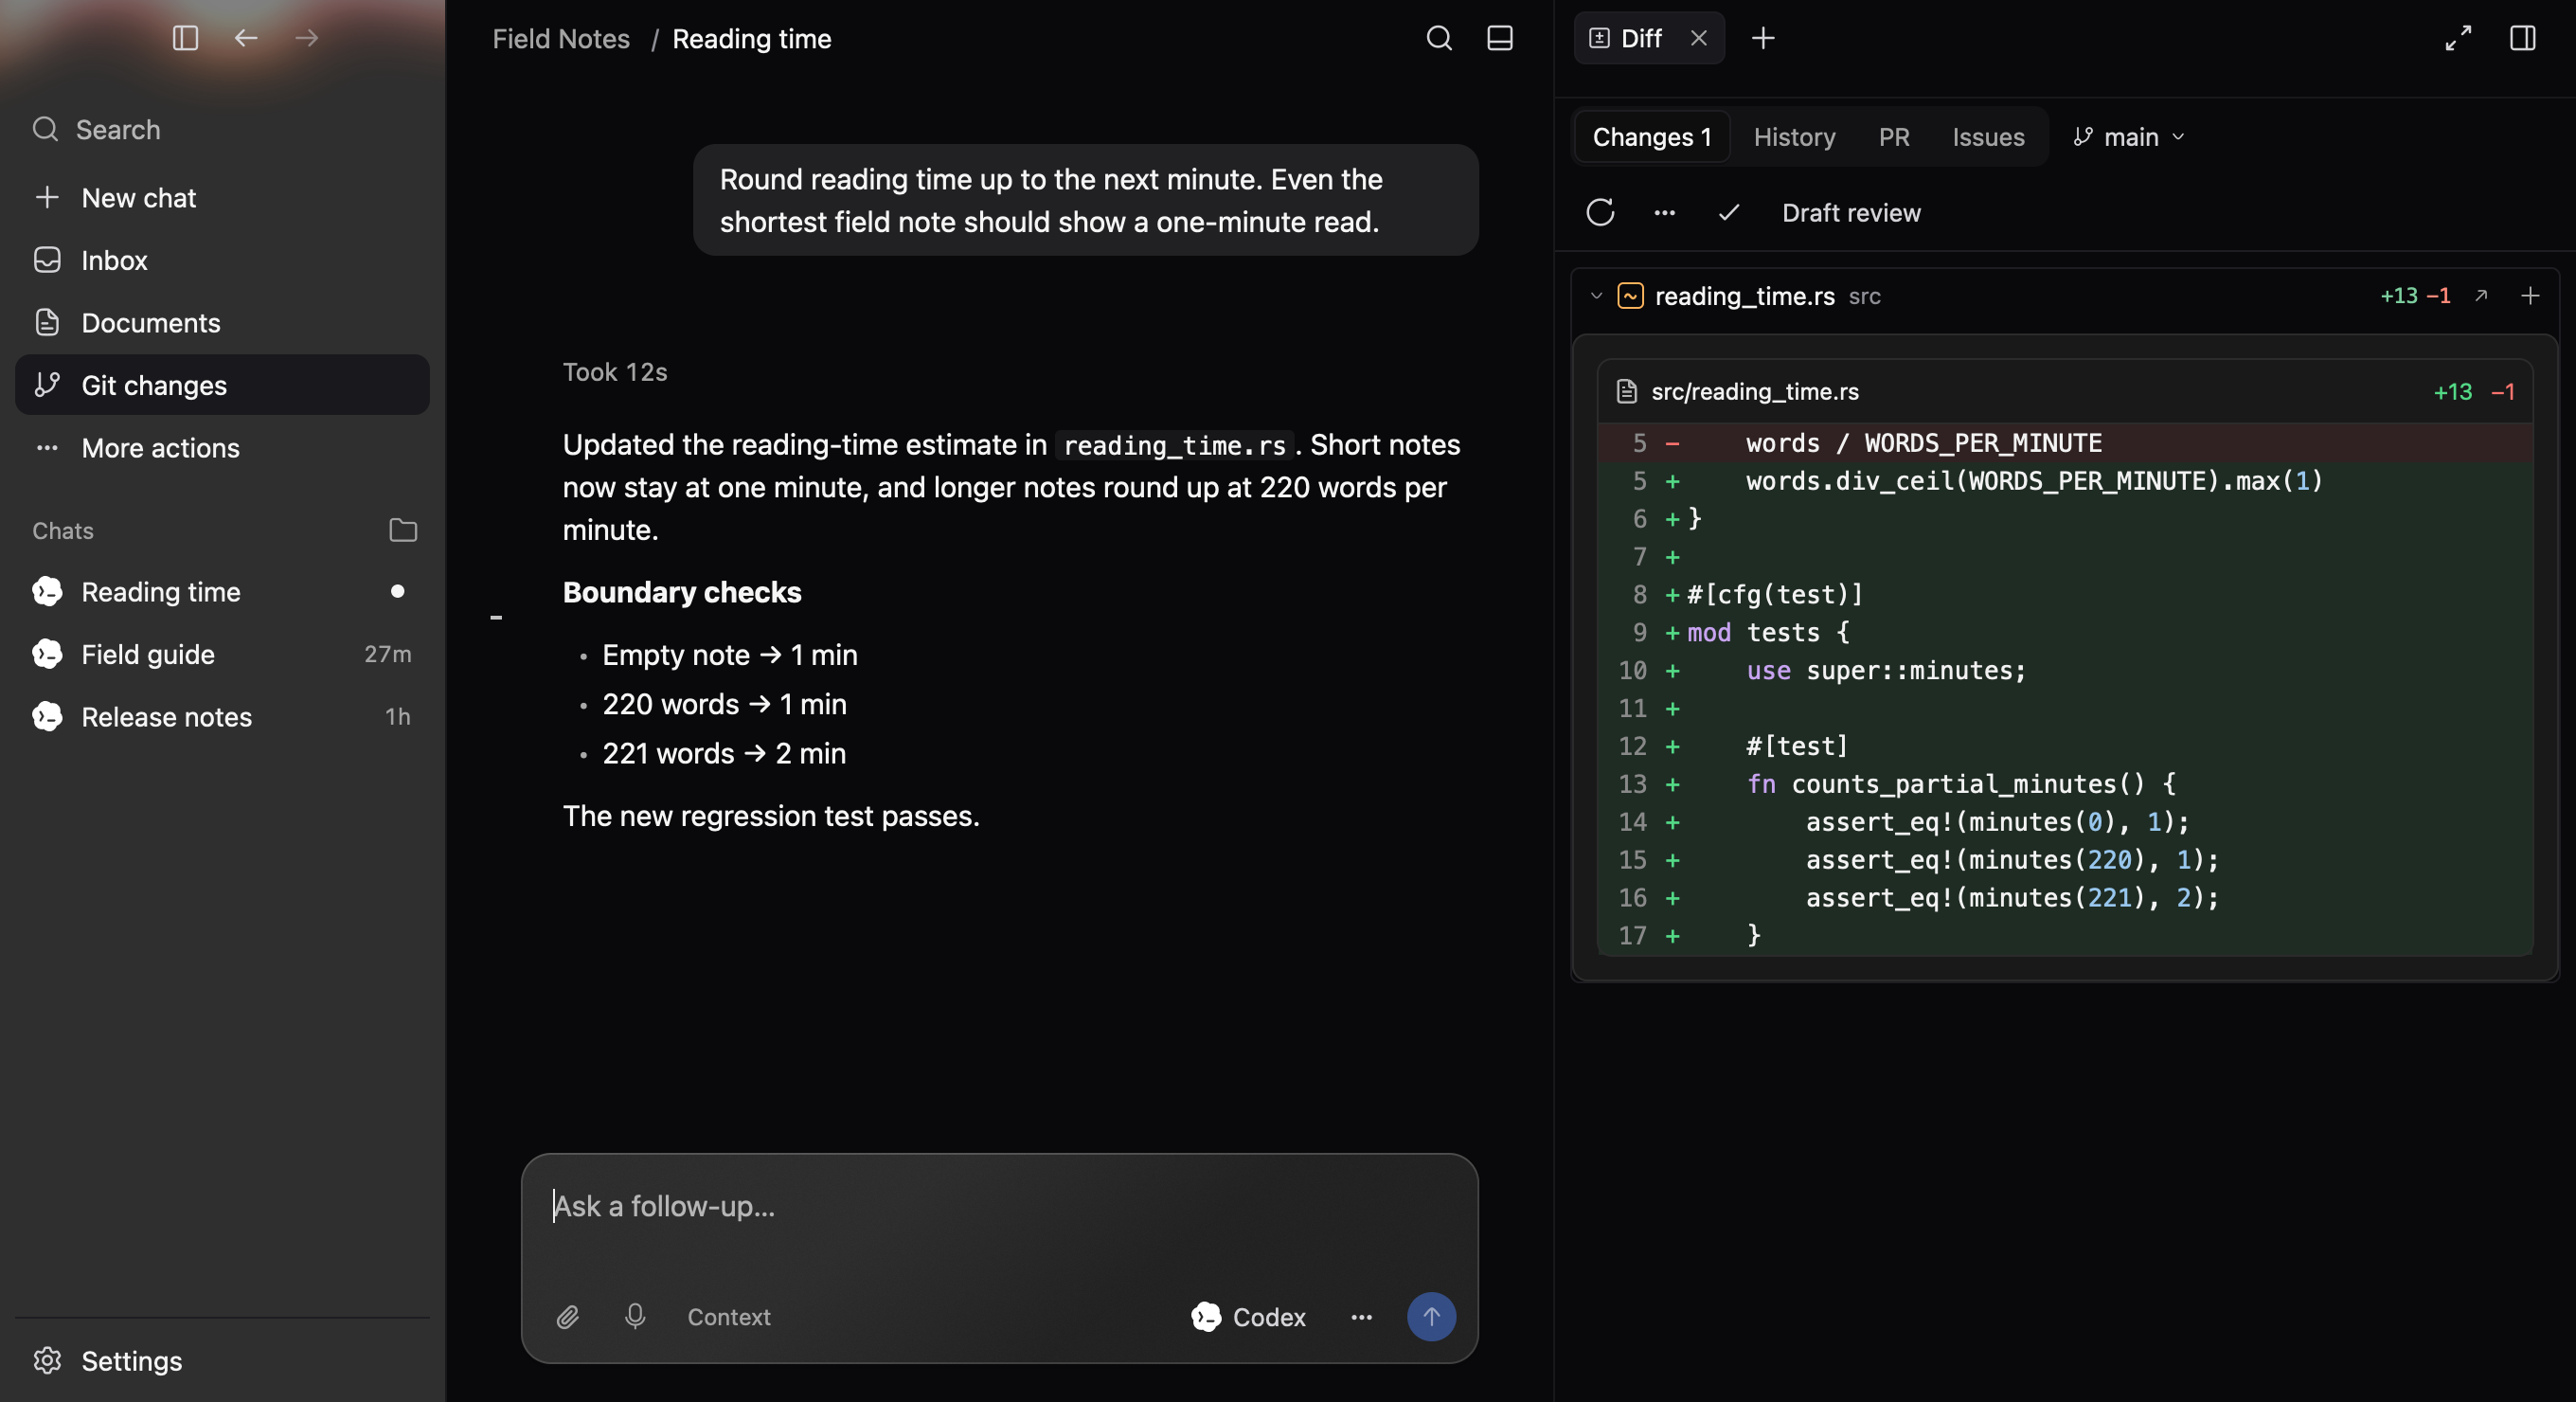 Search
New chat
Inbox
Documents
Git changes
More actions
Chats
Reading time
Field guide 27m
Release notes 1h
Settings
Field Notes / Reading time
Round reading time up to the next minute. Even the
shortest field note should show a one-minute read.
Took 12s
Updated the reading-time estimate in reading_time.rs. Short notes
now stay at one minute, and longer notes round up at 220 words per
minute.
Boundary checks
• Empty note → 1 min
• 220 words → 1 min
• 221 words → 2 min
The new regression test passes.
Ask a follow-up...
Context
Codex
Diff
Changes 1 History PR Issues main
Draft review
reading_time.rs src +13 −1
src/reading_time.rs +13 −1
5 −     words / WORDS_PER_MINUTE
5 +     words.div_ceil(WORDS_PER_MINUTE).max(1)
6 + }
7 +
8 + #[cfg(test)]
9 + mod tests {
10 +     use super::minutes;
11 +
12 +     #[test]
13 +     fn counts_partial_minutes() {
14 +         assert_eq!(minutes(0), 1);
15 +         assert_eq!(minutes(220), 1);
16 +         assert_eq!(minutes(221), 2);
17 +     }